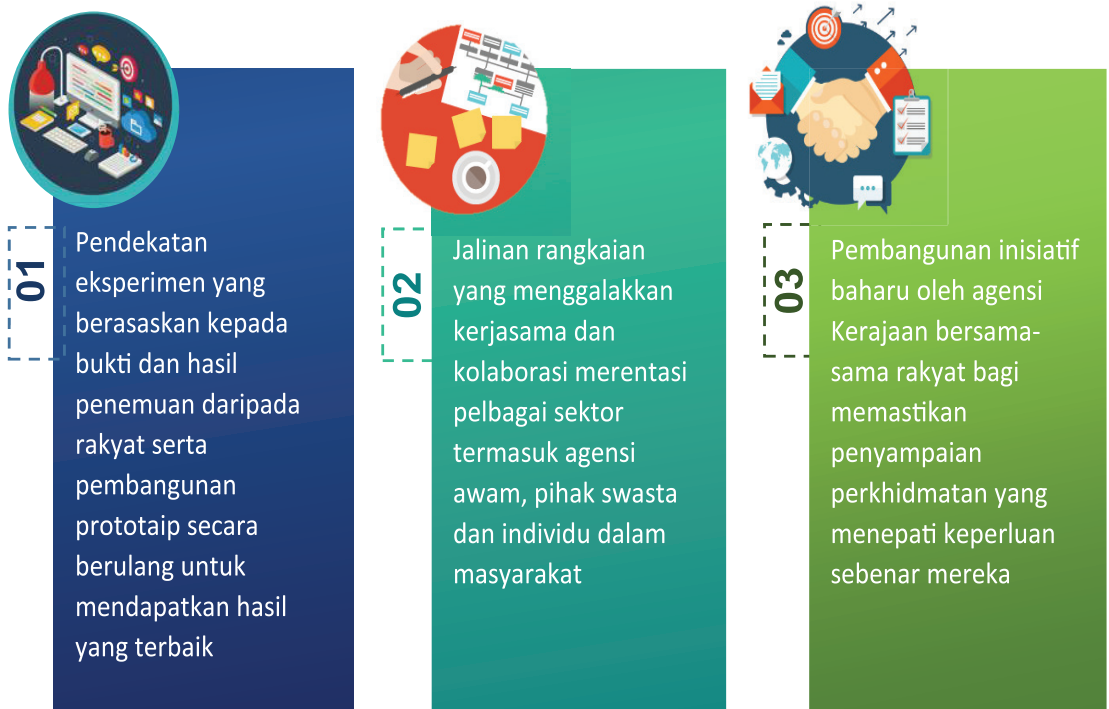 01
Pendekatan
eksperimen yang
berasaskan kepada
bukti dan hasil
penemuan daripada
rakyat serta
pembangunan
prototaip secara
berulang untuk
mendapatkan hasil
yang terbaik
02
Jalinan rangkaian
yang menggalakkan
kerjasama dan
kolaborasi merentasi
pelbagai sektor
termasuk agensi
awam, pihak swasta
dan individu dalam
masyarakat
03
Pembangunan inisiatif
baharu oleh agensi
Kerajaan bersama-
sama rakyat bagi
memastikan
penyampaian
perkhidmatan yang
menepati keperluan
sebenar mereka